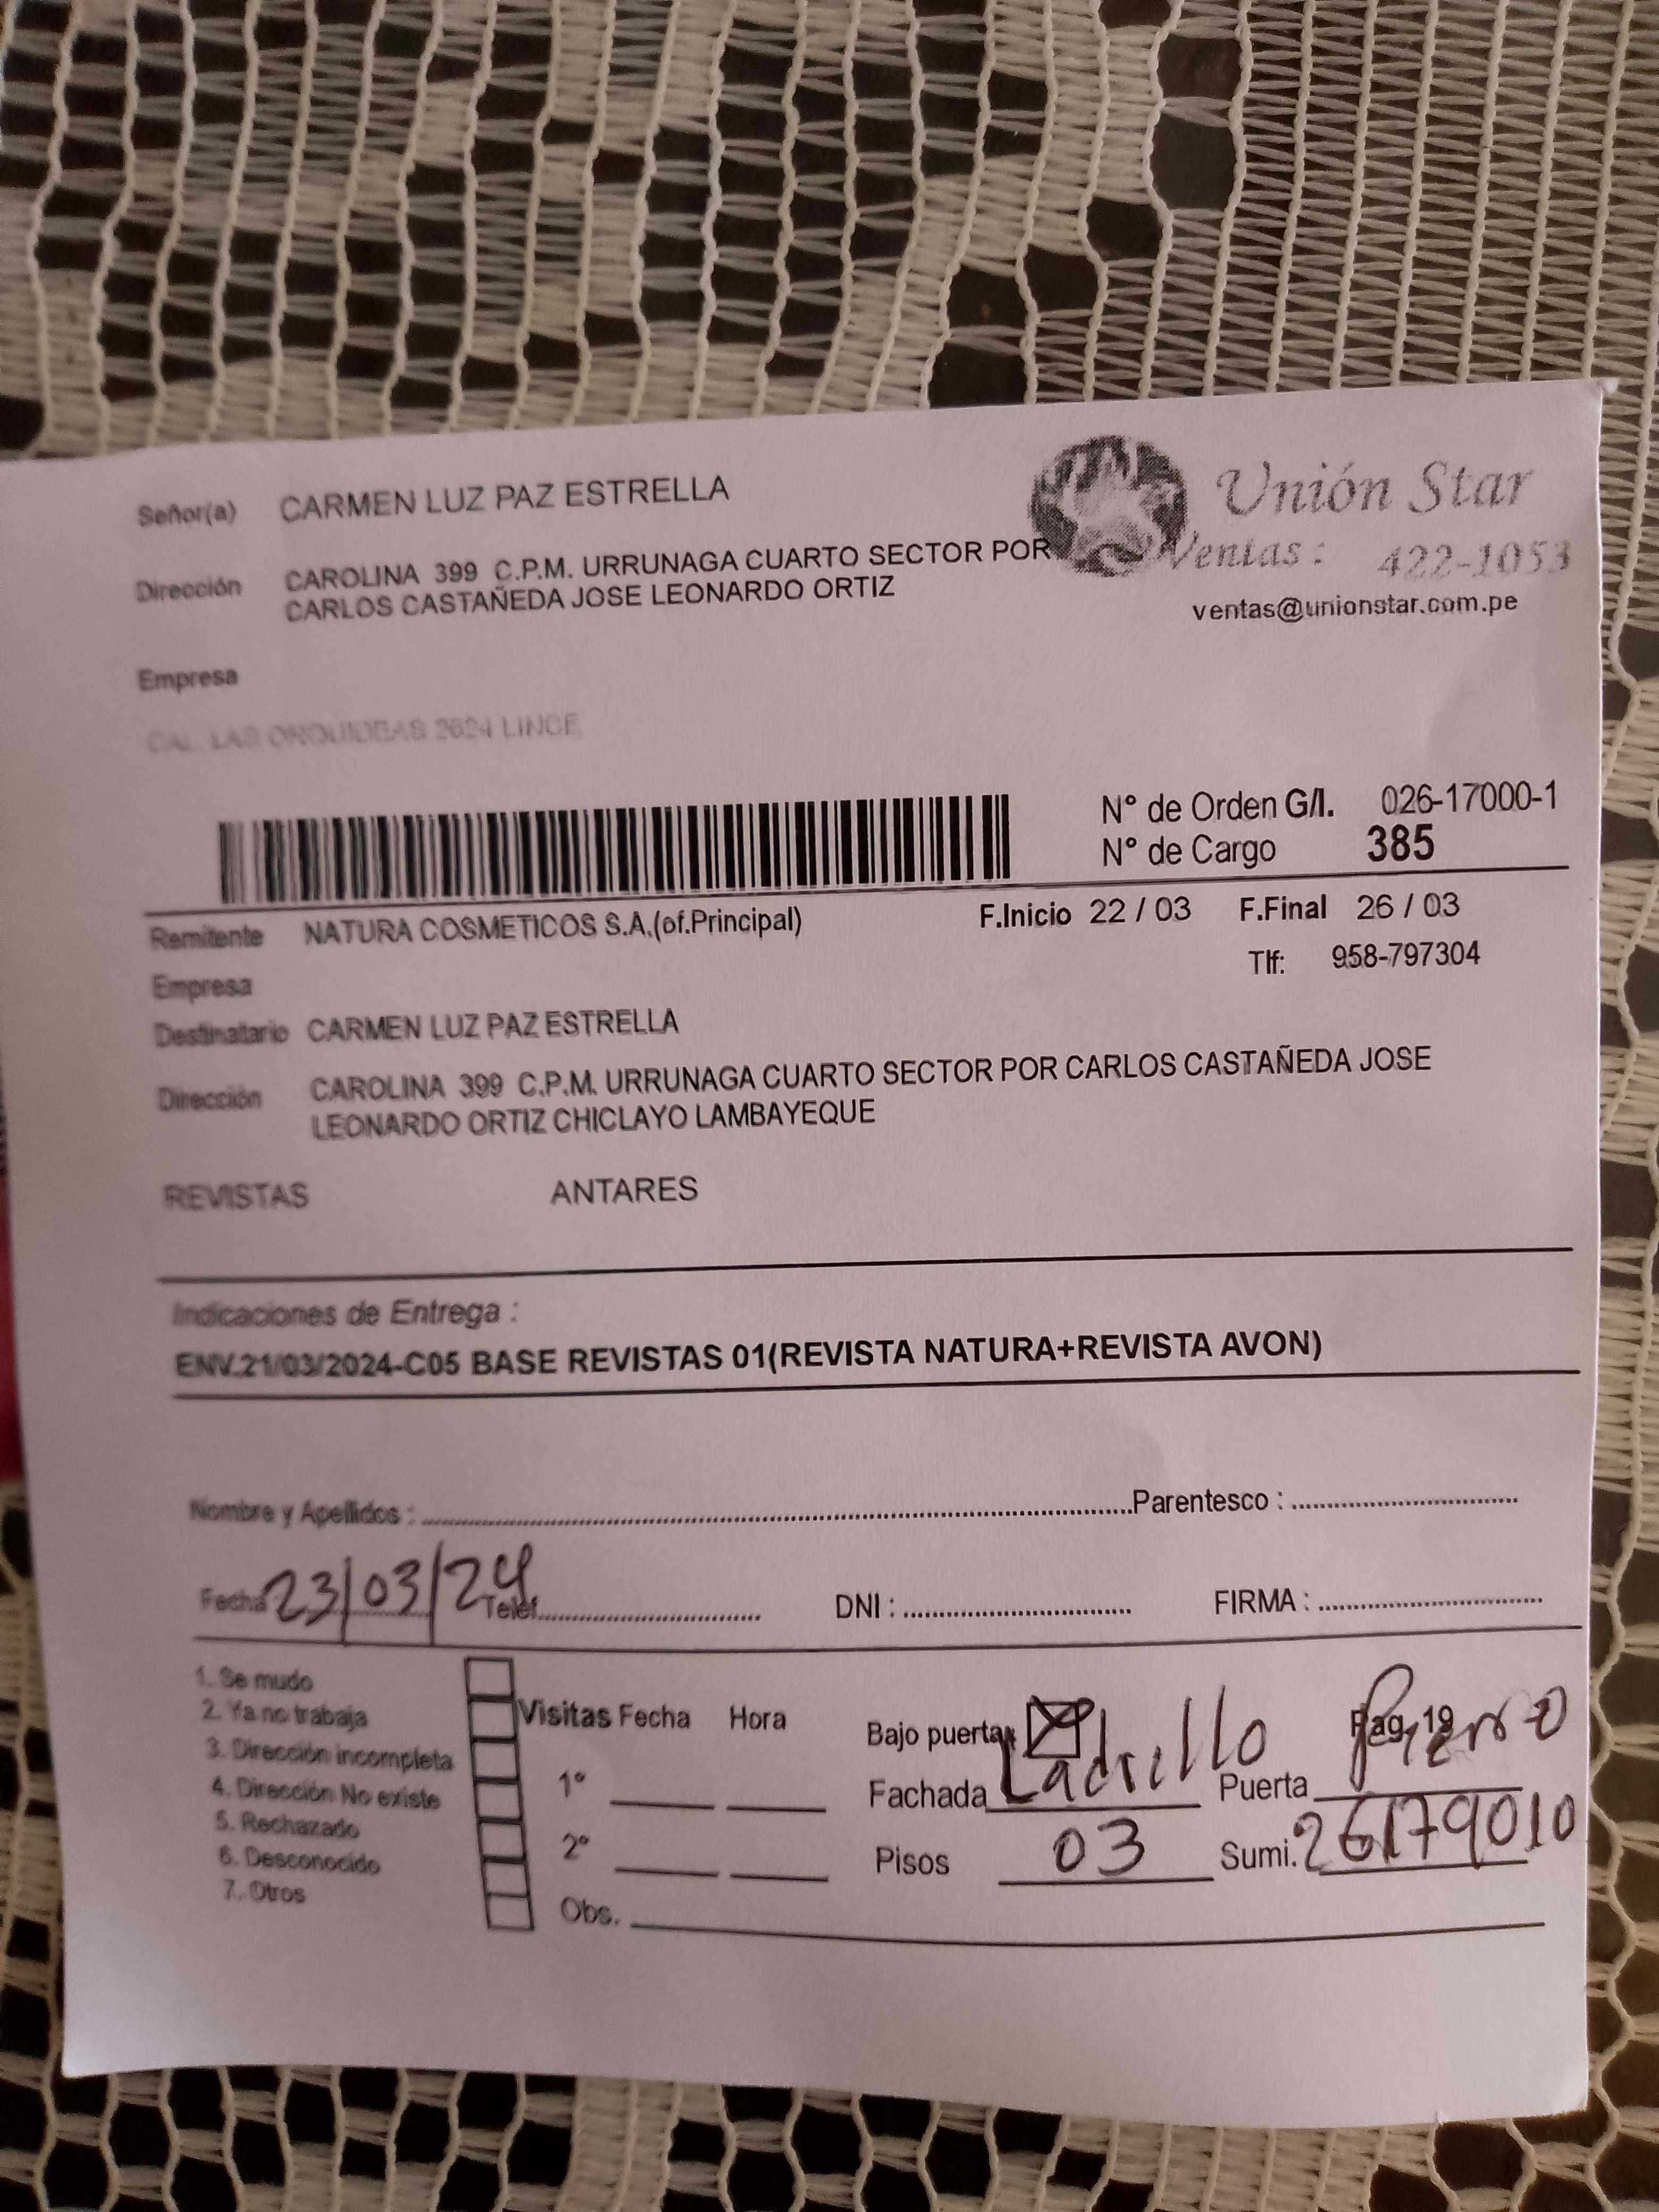 Señor(a) CARMEN LUZ PAZ ESTRELLA
Unión Star
Ventas : 422-1053
ventas@unionstar.com.pe
Dirección CAROLINA 399 C.P.M. URRUNAGA CUARTO SECTOR POR
CARLOS CASTAÑEDA JOSE LEONARDO ORTIZ
Empresa
CAL. LAS ORQUIDEAS 2624 LINCE
N° de Orden G/I. 026-17000-1
N° de Cargo 385
Remitente NATURA COSMETICOS S.A.(of.Principal) F.Inicio 22 / 03 F.Final 26 / 03
Tlf: 958-797304
Empresa
Destinatario CARMEN LUZ PAZ ESTRELLA
Dirección CAROLINA 399 C.P.M. URRUNAGA CUARTO SECTOR POR CARLOS CASTAÑEDA JOSE
LEONARDO ORTIZ CHICLAYO LAMBAYEQUE
REVISTAS ANTARES
Indicaciones de Entrega :
ENV.21/03/2024-C05 BASE REVISTAS 01(REVISTA NATURA+REVISTA AVON)
Nombre y Apellidos : Parentesco :
Fecha 23/03/24 Telef. DNI : FIRMA :
1. Se mudo
2. Ya no trabaja
3. Dirección incompleta
4. Dirección No existe
5. Rechazado
6. Desconocido
7. Otros
Visitas Fecha Hora
1°
2°
Obs.
Bajo puerta Pag. 19
Fachada Ladrillo Puerta
Pisos 03 Sumi. 26179010